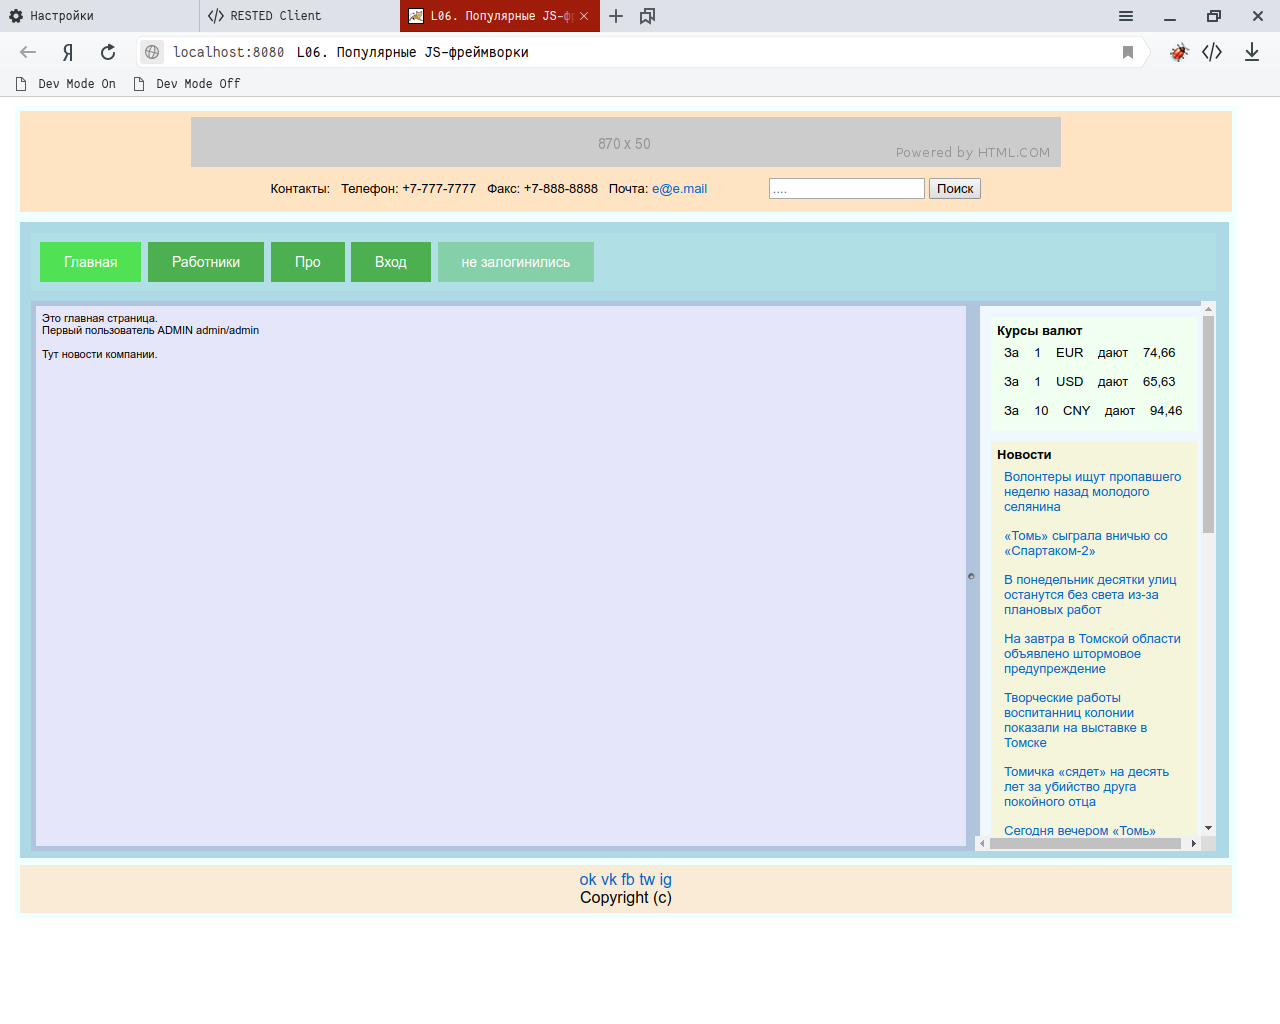 Настройки
RESTED Client
L06. Популярные JS-ф
localhost:8080 L06. Популярные JS-фреймворки
Dev Mode On
Dev Mode Off
870 x 50
Powered by HTML.COM
Контакты: Телефон: +7-777-7777 Факс: +7-888-8888 Почта: e@e.mail
....
Поиск
Главная
Работники
Про
Вход
не залогинились
Это главная страница.
Первый пользователь ADMIN admin/admin
Тут новости компании.
Курсы валют
За 1 EUR дают 74,66
За 1 USD дают 65,63
За 10 CNY дают 94,46
Новости
Волонтеры ищут пропавшего
неделю назад молодого
селянина
«Томь» сыграла вничью со
«Спартаком-2»
В понедельник десятки улиц
останутся без света из-за
плановых работ
На завтра в Томской области
объявлено штормовое
предупреждение
Творческие работы
воспитанниц колонии
показали на выставке в
Томске
Томичка «сядет» на десять
лет за убийство друга
покойного отца
Сегодня вечером «Томь»
ok vk fb tw ig
Copyright (c)